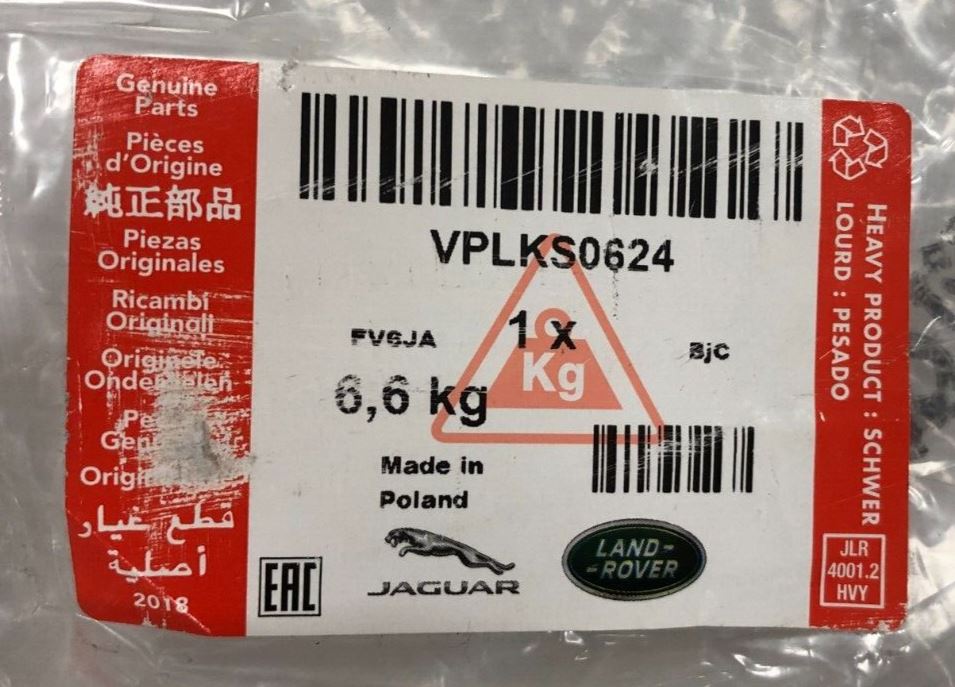 Genuine
Parts
Pièces
d'Origine
純正部品
Piezas
Originales
Ricambi
Originali
Originele
Onderdelen
قطع غيار
أصلية
2018
VPLKS0624
FV6JA
1 x
BjC
Kg
6,6 kg
Made in
Poland
EAC
JAGUAR
LAND-
-ROVER
HEAVY PRODUCT : SCHWER
LOURD : PESADO
JLR
4001.2
HVY